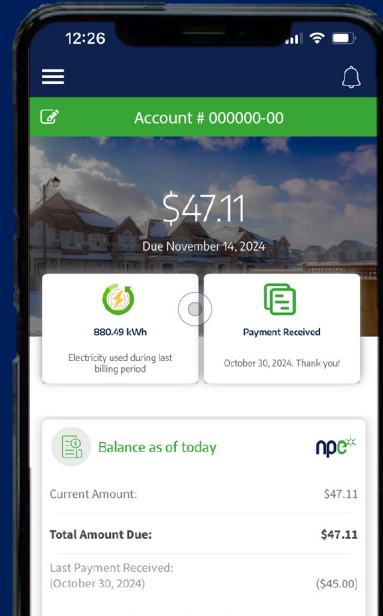 12:26
Account # 000000-00
$47.11
Due November 14, 2024
880.49 kWh
Electricity used during last
billing period
Payment Received
October 30, 2024. Thank you!
Balance as of today
npe
Current Amount: $47.11
Total Amount Due: $47.11
Last Payment Received:
(October 30, 2024) ($45.00)